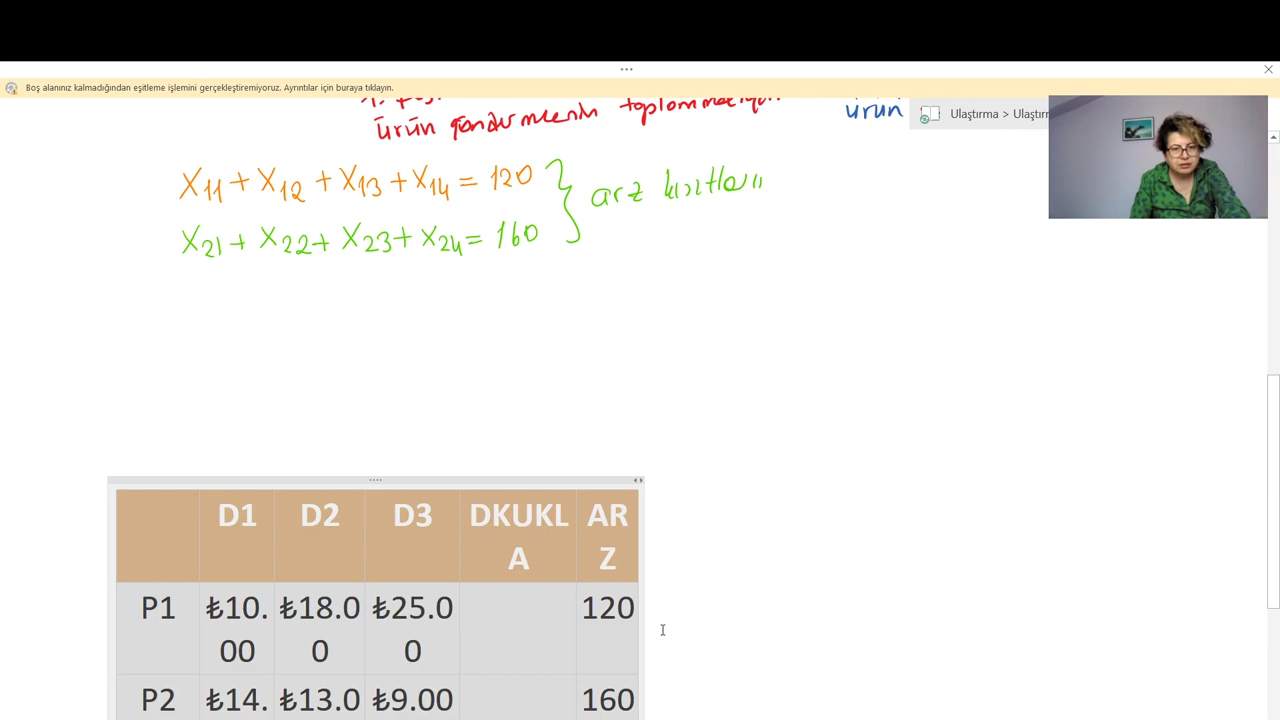 Boş alanınız kalmadığından eşitleme işlemini gerçekleştiremiyoruz. Ayrıntılar için buraya tıklayın.
ürün göndermenin toplam
ürün
Ulaştırma > Ulaştırr
X11 + X12 + X13 + X14 = 120
X21 + X22 + X23 + X24 = 160
arz kısıtları
D1 D2 D3 DKUKLA ARZ
P1 ₺10.00 ₺18.00 ₺25.00 120
P2 ₺14. ₺13.0 ₺9.00 160